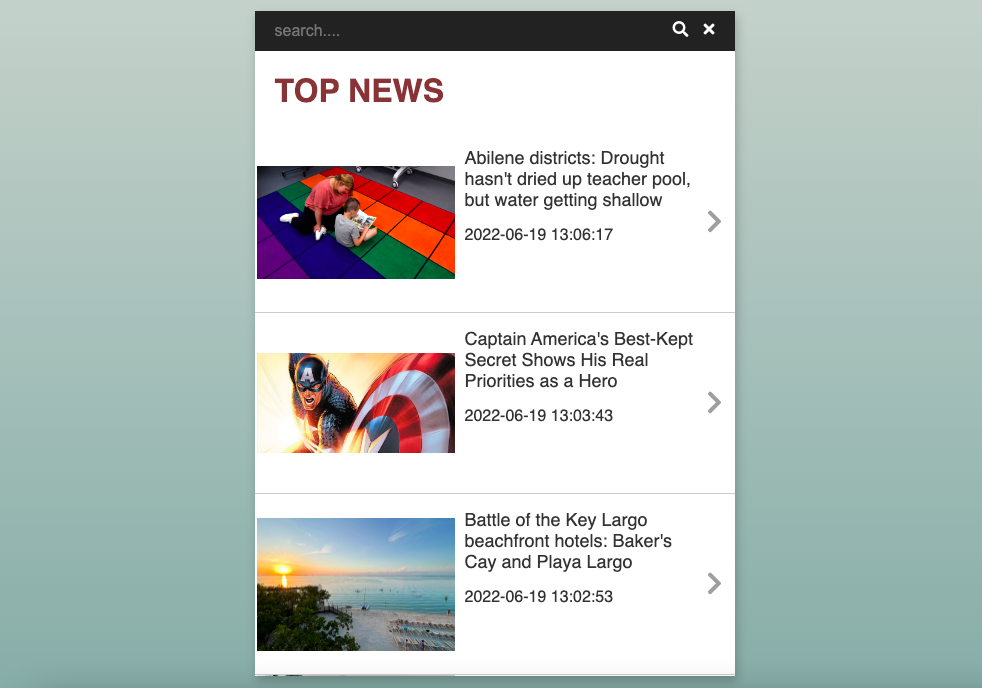 search....
TOP NEWS
Abilene districts: Drought
hasn't dried up teacher pool,
but water getting shallow
2022-06-19 13:06:17
Captain America's Best-Kept
Secret Shows His Real
Priorities as a Hero
2022-06-19 13:03:43
Battle of the Key Largo
beachfront hotels: Baker's
Cay and Playa Largo
2022-06-19 13:02:53